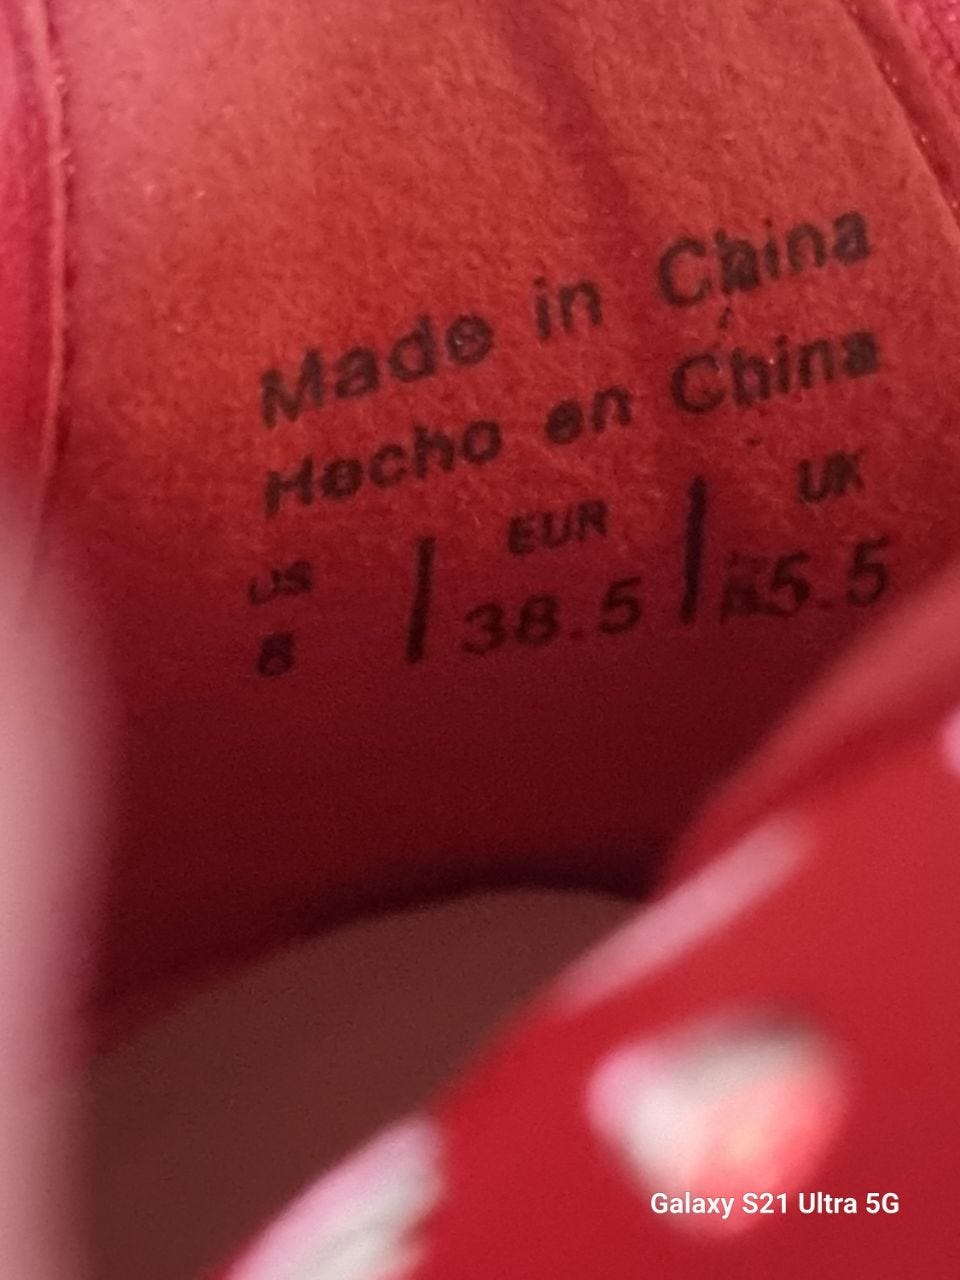 Made in China
Hecho en China
US EUR UK
8 | 38.5 | 5.5
Galaxy S21 Ultra 5G